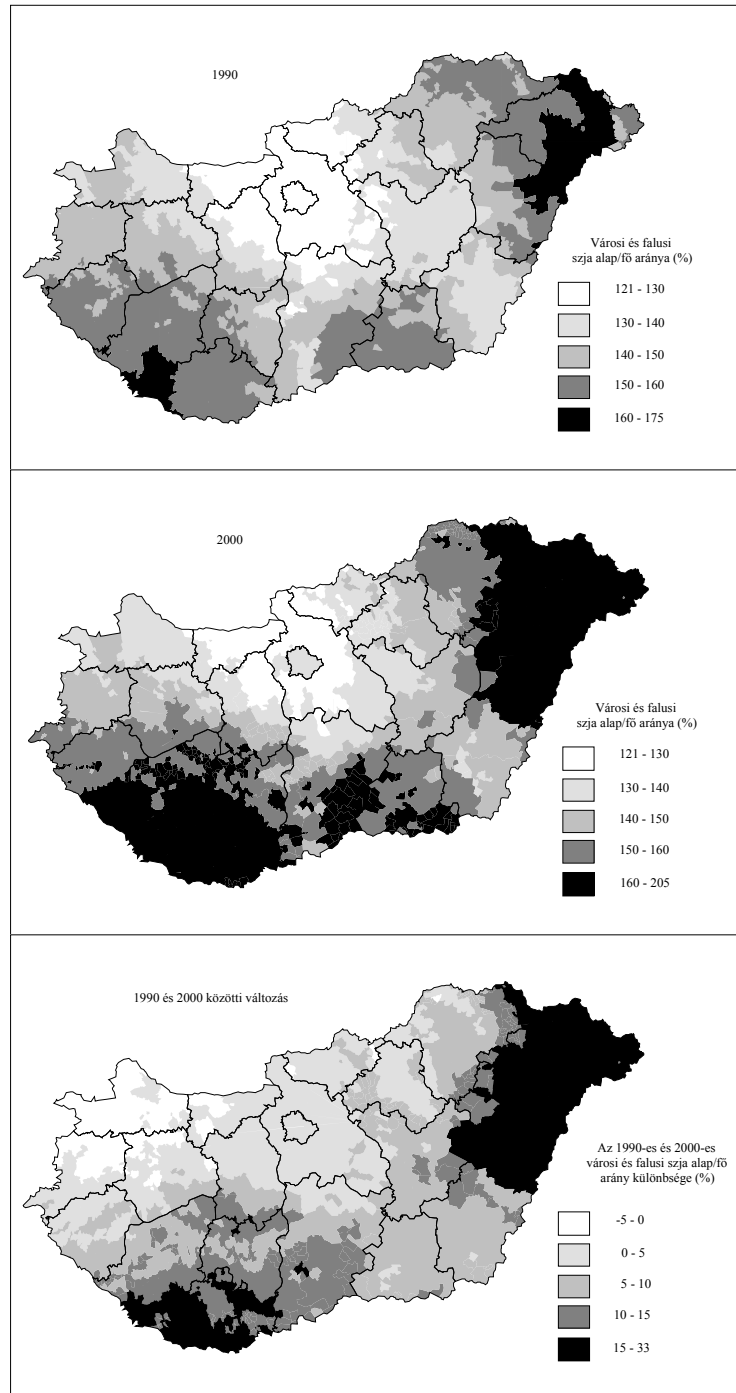 1990
Városi és falusi
szja alap/fő aránya (%)
121 - 130
130 - 140
140 - 150
150 - 160
160 - 175
2000
Városi és falusi
szja alap/fő aránya (%)
121 - 130
130 - 140
140 - 150
150 - 160
160 - 205
1990 és 2000 közötti változás
Az 1990-es és 2000-es
városi és falusi szja alap/fő
arány különbsége (%)
-5 - 0
0 - 5
5 - 10
10 - 15
15 - 33